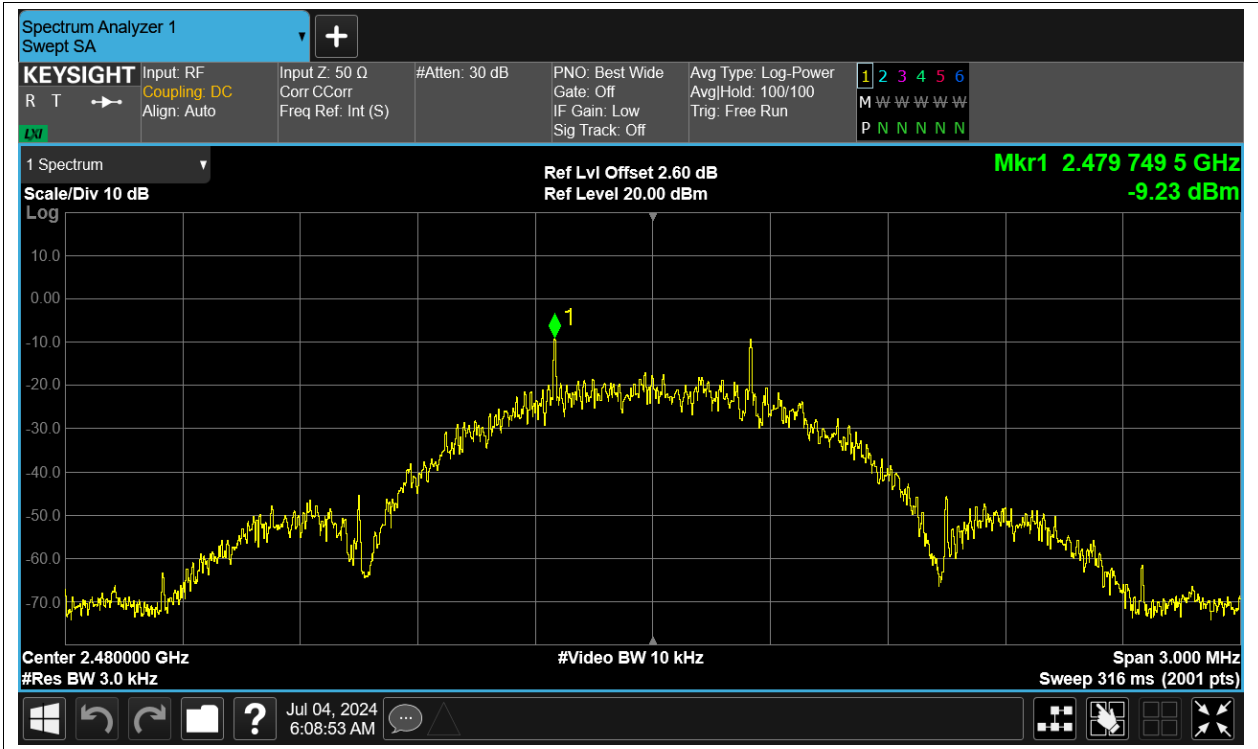 Spectrum Analyzer 1
Swept SA
KEYSIGHT
R T
LXI
Input: RF
Coupling: DC
Align: Auto
Input Z: 50 Ω
Corr CCorr
Freq Ref: Int (S)
#Atten: 30 dB
PNO: Best Wide
Gate: Off
IF Gain: Low
Sig Track: Off
Avg Type: Log-Power
Avg|Hold: 100/100
Trig: Free Run
1 2 3 4 5 6
M W W W W W
P N N N N N
1 Spectrum
Scale/Div 10 dB
Ref Lvl Offset 2.60 dB
Ref Level 20.00 dBm
Mkr1 2.479 749 5 GHz
-9.23 dBm
Log
10.0
0.00
1
-10.0
-20.0
-30.0
-40.0
-50.0
-60.0
-70.0
Center 2.480000 GHz
#Video BW 10 kHz
Span 3.000 MHz
#Res BW 3.0 kHz
Sweep 316 ms (2001 pts)
?
Jul 04, 2024
6:08:53 AM